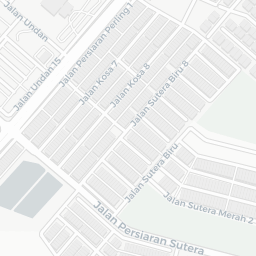 Jalan Undan
Jalan Undan 15
Jalan Persiaran Perling 1
Jalan Kosa 7
Jalan Kosa 8
Jalan Sutera Biru 8
Jalan Sutera Biru
Jalan Sutera Merah 2
Jalan Persiaran Sutera